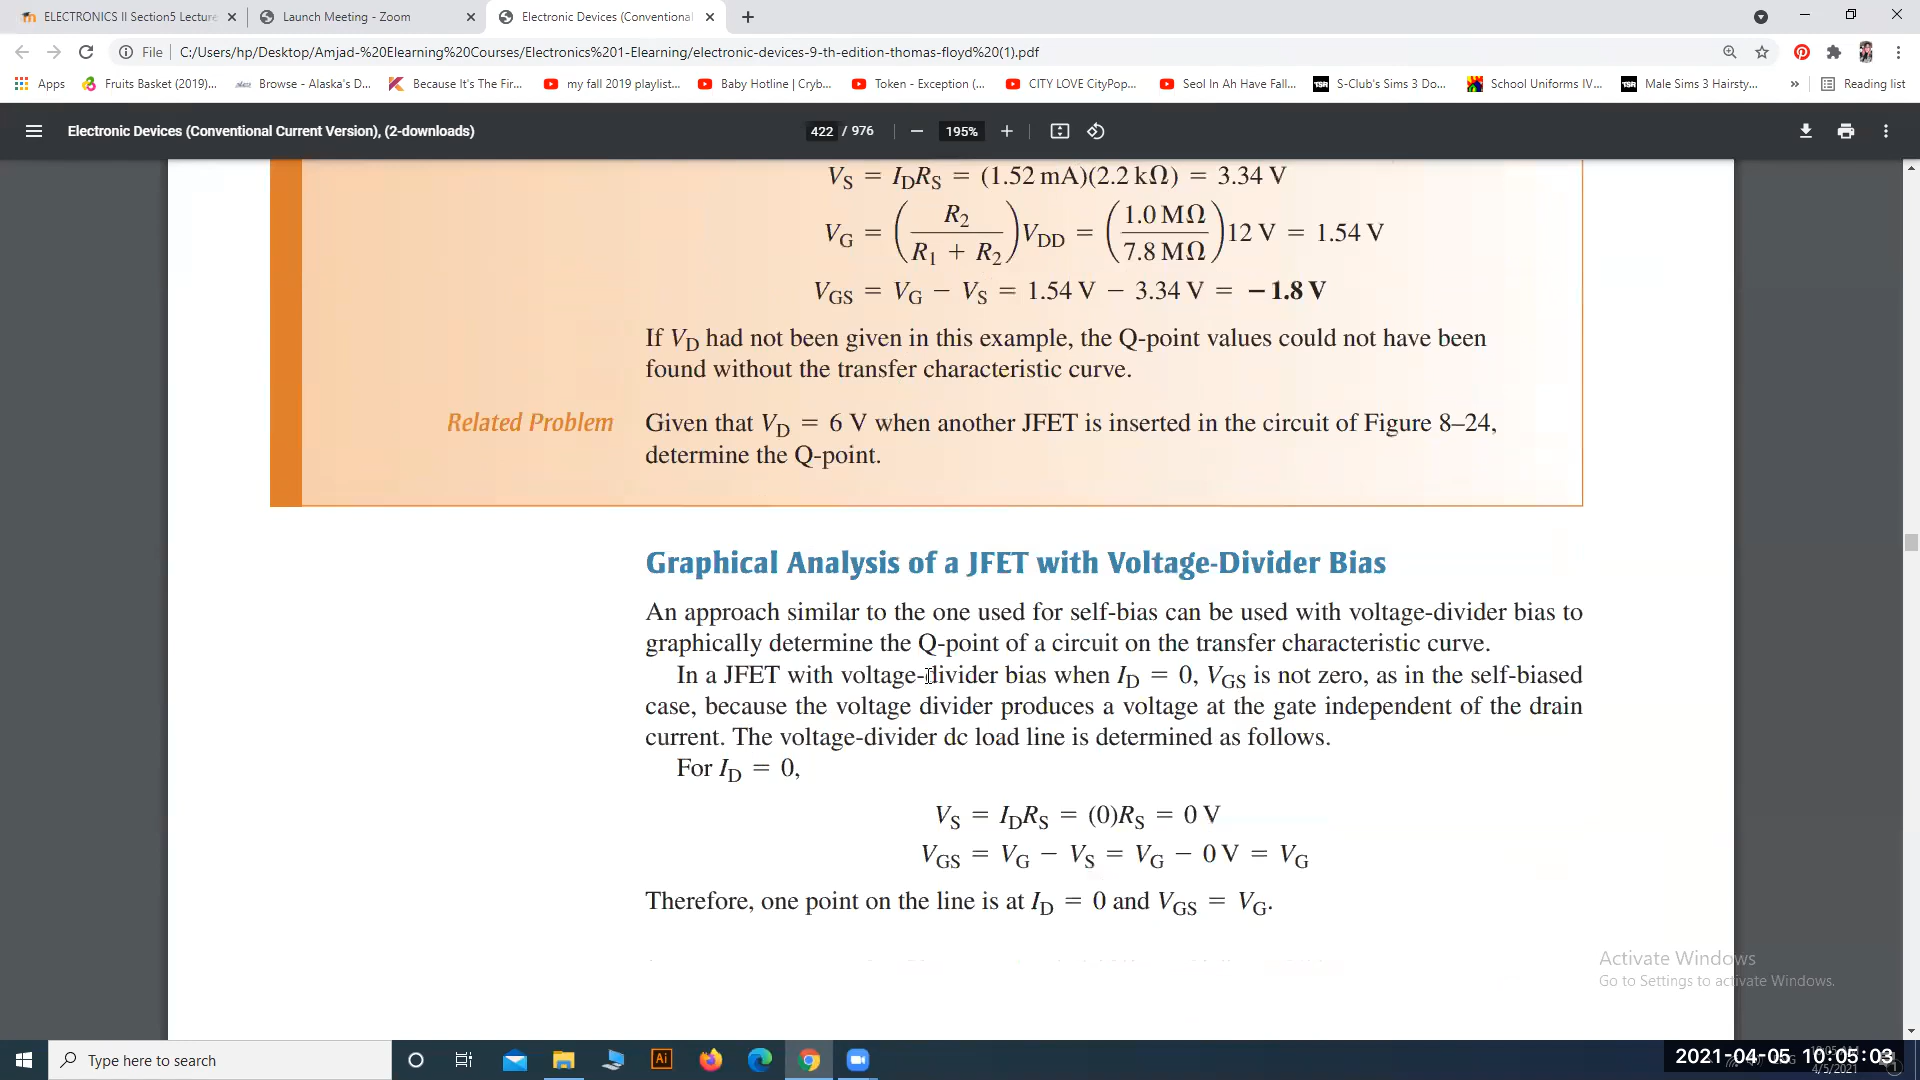 ELECTRONICS II Section5 Lecture
Launch Meeting - Zoom
Electronic Devices (Conventional
File
C:/Users/hp/Desktop/Amjad-%20Elearning%20Courses/Electronics%201-Elearning/electronic-devices-9-th-edition-thomas-floyd%20(1).pdf
Apps
Fruits Basket (2019)...
Browse - Alaska's D...
Because It's The Fir...
my fall 2019 playlist...
Baby Hotline | Cryb...
Token - Exception (...
CITY LOVE CityPop...
Seol In Ah Have Fall...
S-Club's Sims 3 Do...
School Uniforms IV...
Male Sims 3 Hairsty...
»
Reading list
Electronic Devices (Conventional Current Version), (2-downloads)
422 / 976
195%
V_S = I_D R_S = (1.52 mA)(2.2 kΩ) = 3.34 V
V_G = (R_2 / (R_1 + R_2)) V_DD = (1.0 MΩ / 7.8 MΩ) 12 V = 1.54 V
V_GS = V_G − V_S = 1.54 V − 3.34 V = −1.8 V
If V_D had not been given in this example, the Q-point values could not have been
found without the transfer characteristic curve.
Related Problem
Given that V_D = 6 V when another JFET is inserted in the circuit of Figure 8–24,
determine the Q-point.
Graphical Analysis of a JFET with Voltage-Divider Bias
An approach similar to the one used for self-bias can be used with voltage-divider bias to
graphically determine the Q-point of a circuit on the transfer characteristic curve.
In a JFET with voltage-divider bias when I_D = 0, V_GS is not zero, as in the self-biased
case, because the voltage divider produces a voltage at the gate independent of the drain
current. The voltage-divider dc load line is determined as follows.
For I_D = 0,
V_S = I_D R_S = (0)R_S = 0 V
V_GS = V_G − V_S = V_G − 0 V = V_G
Therefore, one point on the line is at I_D = 0 and V_GS = V_G.
Activate Windows
Go to Settings to activate Windows.
Type here to search
Ai
2021-04-05 10:05:03
4/5/2021